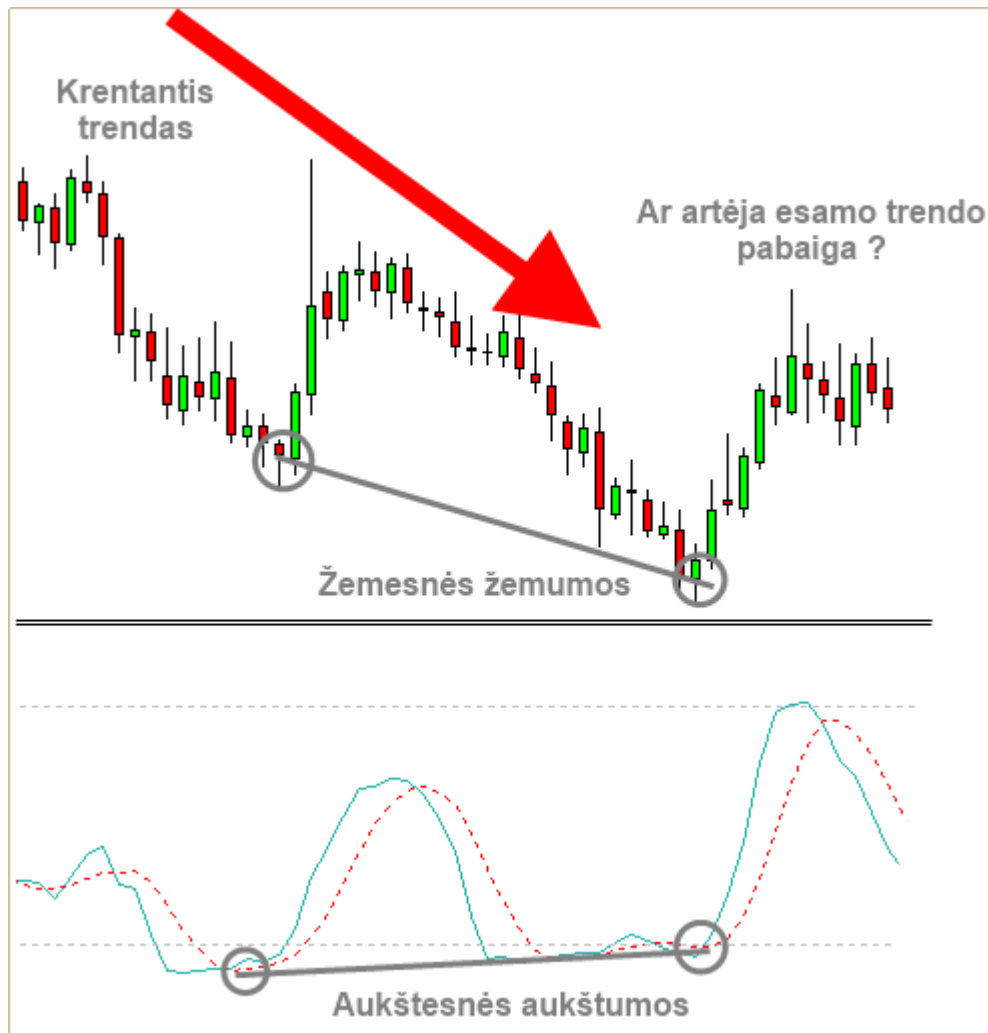 Krentantis
trendas
Ar artėja esamo trendo
pabaiga ?
Žemesnės žemumos
Aukštesnės aukštumos